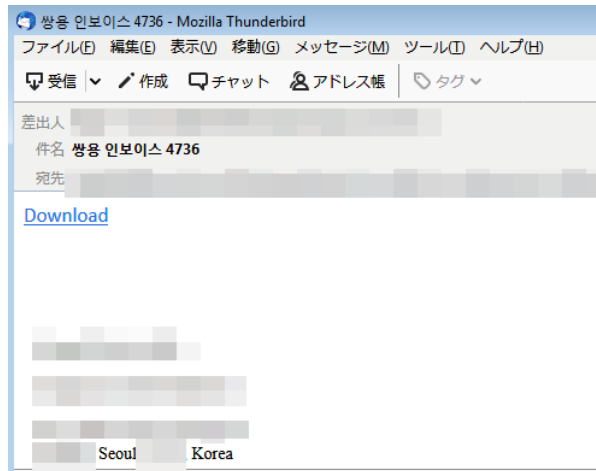 쌍용 인보이스 4736 - Mozilla Thunderbird
ファイル(F) 編集(E) 表示(V) 移動(G) メッセージ(M) ツール(T) ヘルプ(H)
受信 作成 チャット アドレス帳 タグ
差出人
件名 쌍용 인보이스 4736
宛先
Download
Seoul Korea